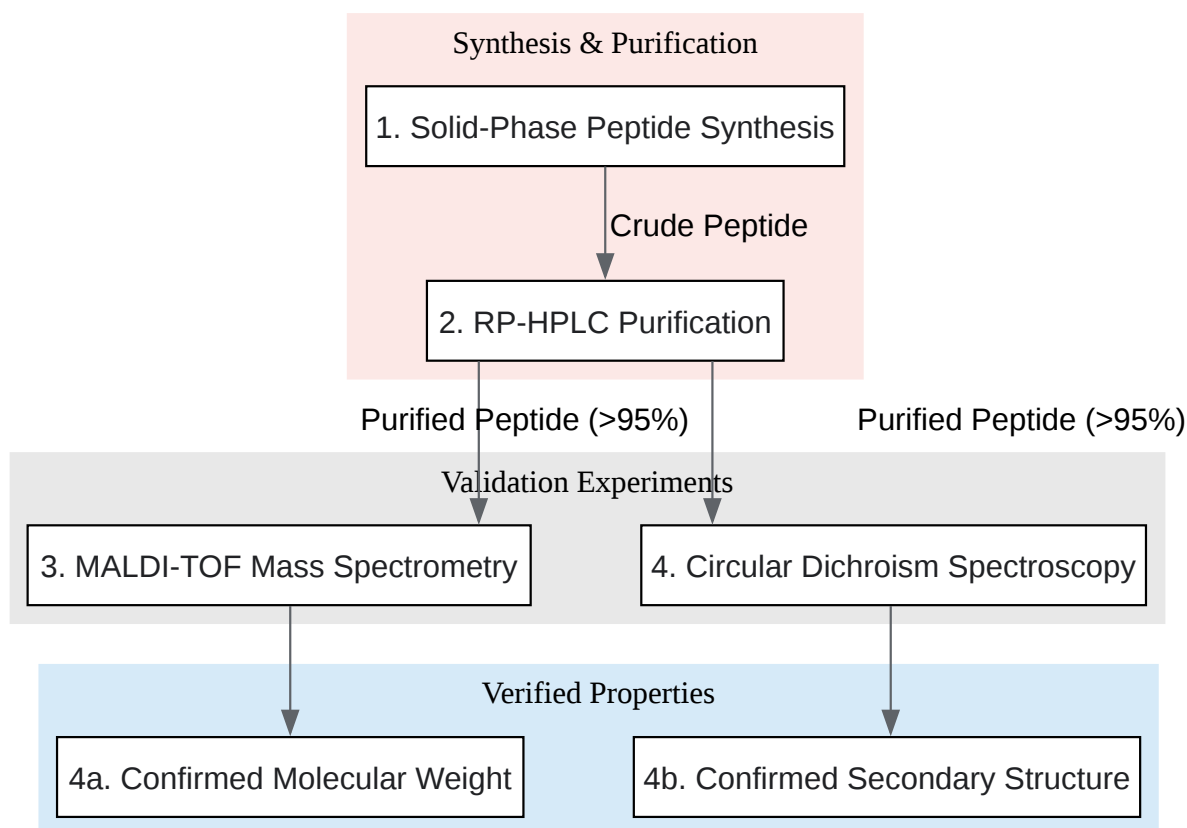 Synthesis & Purification
1. Solid-Phase Peptide Synthesis
Crude Peptide
2. RP-HPLC Purification
Purified Peptide (>95%)
Purified Peptide (>95%)
Validation Experiments
3. MALDI-TOF Mass Spectrometry
4. Circular Dichroism Spectroscopy
Verified Properties
4a. Confirmed Molecular Weight
4b. Confirmed Secondary Structure